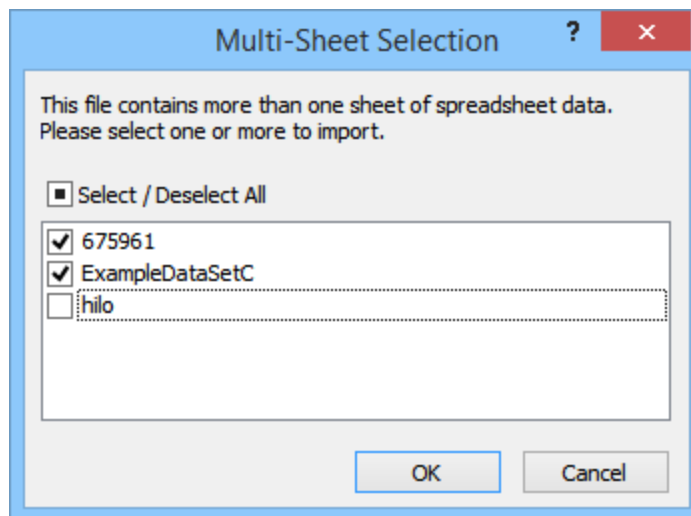 Multi-Sheet Selection ? ×
This file contains more than one sheet of spreadsheet data.
Please select one or more to import.
Select / Deselect All
675961
ExampleDataSetC
hilo
OK Cancel